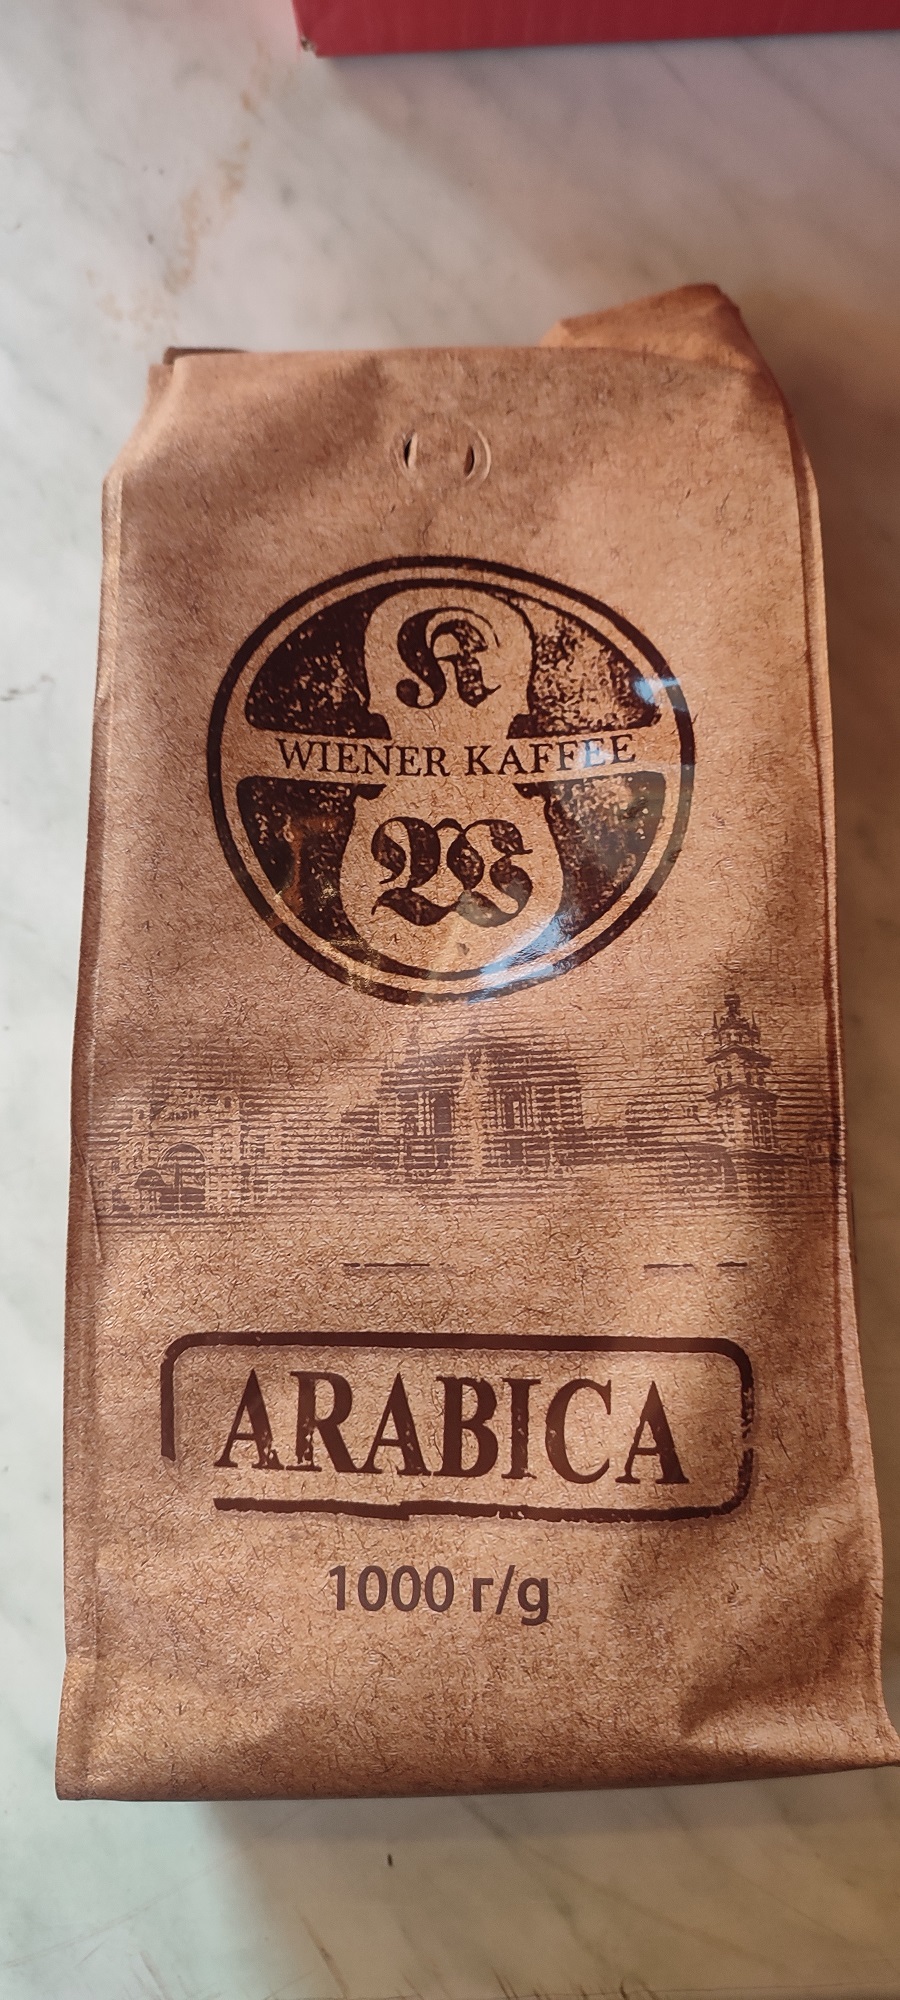 K
WIENER KAFFEE
W
ARABICA
1000 г/g